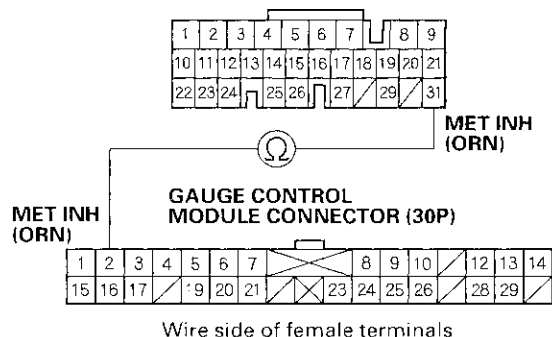 1 2 3 4 5 6 7 8 9
10 11 12 13 14 15 16 17 18 19 20 21
22 23 24 25 26 27 29 31
MET INH
(ORN)
Ω
GAUGE CONTROL
MODULE CONNECTOR (30P)
MET INH
(ORN)
1 2 3 4 5 6 7 8 9 10 12 13 14
15 16 17 19 20 21 23 24 25 26 28 29
Wire side of female terminals